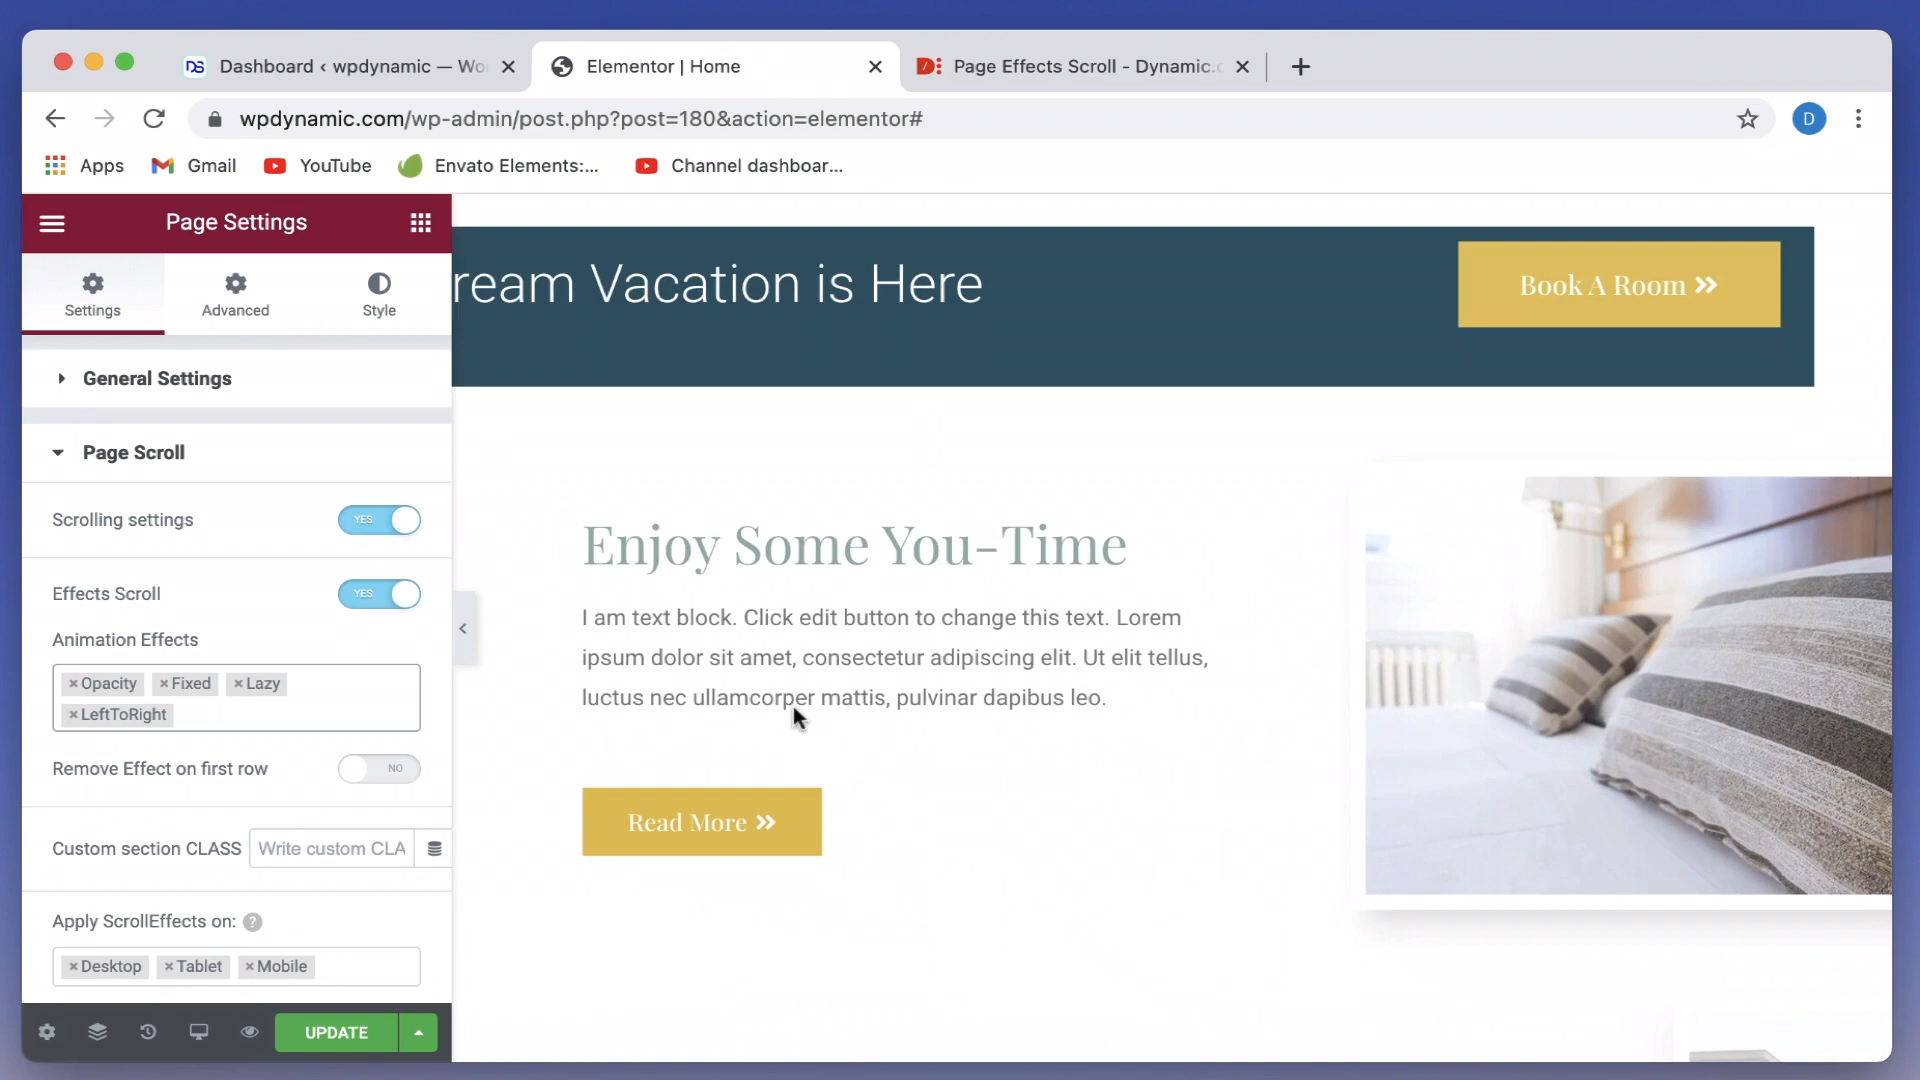 Dashboard ‹ wpdynamic — Wo
Elementor | Home
Page Effects Scroll - Dynamic.
wpdynamic.com/wp-admin/post.php?post=180&action=elementor#
D
Apps
Gmail
YouTube
Envato Elements:...
Channel dashboar...
Page Settings
Settings
Advanced
Style
General Settings
Page Scroll
Scrolling settings
YES
Effects Scroll
YES
Animation Effects
×Opacity ×Fixed ×Lazy
×LeftToRight
Remove Effect on first row
NO
Custom section CLASS
Write custom CLA
Apply ScrollEffects on: ?
×Desktop ×Tablet ×Mobile
UPDATE
ream Vacation is Here
Book A Room »
Enjoy Some You-Time
I am text block. Click edit button to change this text. Lorem
ipsum dolor sit amet, consectetur adipiscing elit. Ut elit tellus,
luctus nec ullamcorper mattis, pulvinar dapibus leo.
Read More »